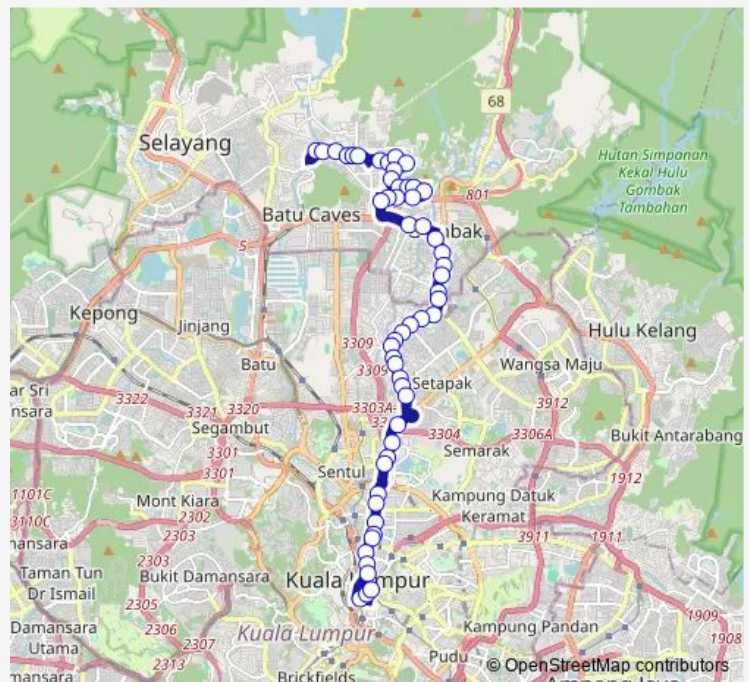 68
Selayang
Hutan Simpanan
Kekal Hulu
Gombak
Tambahan
801
Batu Caves
5
Kepong
Jinjang
Hulu Kelang
3309
Batu
3309
Wangsa Maju
Setapak
3322
3321
3320
3303A
3912
Segambut
3304
3306A
Bukit Antarabang
3301
Semarak
3301
Sentul
1912
1101C
Mont Kiara
Kampung Datuk
Keramat
3110C
2302
2303
3911
1911
nansara
Taman Tun
Dr Ismail
2303
Bukit Damansara
2305
Damansara
Utama
2306
2307
2313
Kuala Lumpur
Kampung Pandan
1909
1908
Pudu
Brickfields
© OpenStreetMap contributors